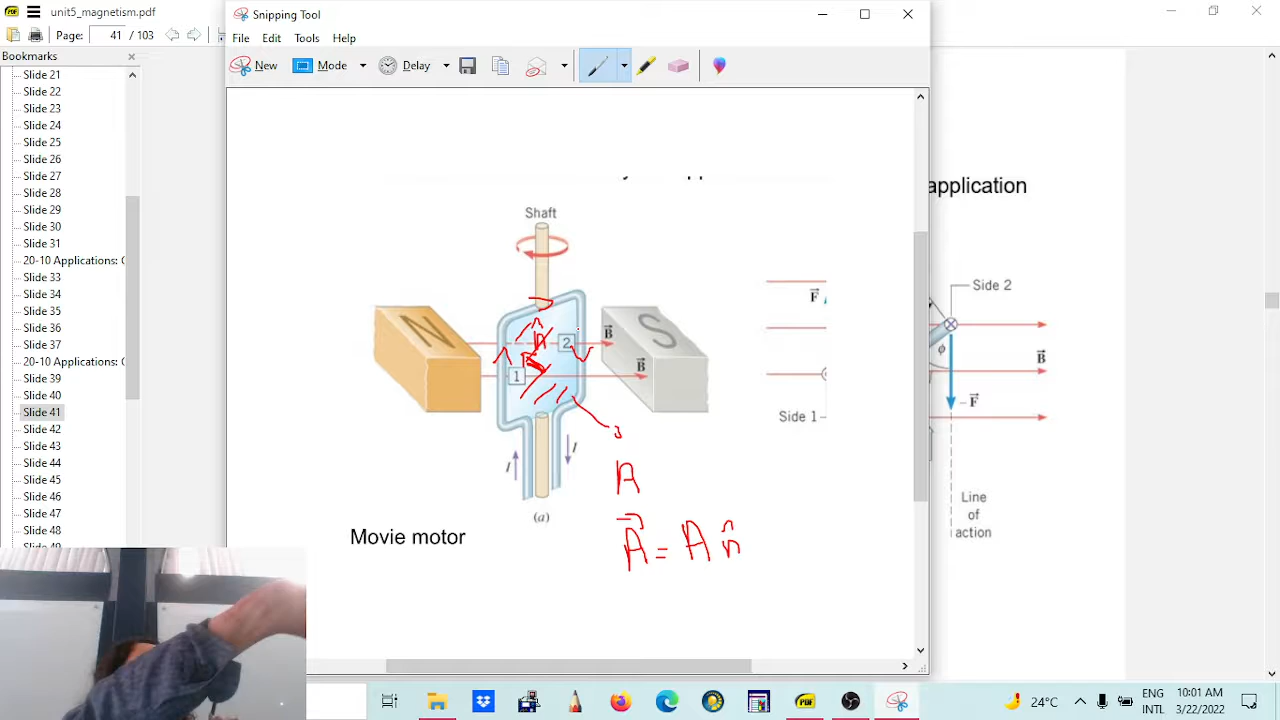 unit5_magnetism.pdf
Page: 41 / 103
Bookmarks
Slide 21
Slide 22
Slide 23
Slide 24
Slide 25
Slide 26
Slide 27
Slide 28
Slide 29
Slide 30
Slide 31
20-10 Applications: (
Slide 33
Slide 34
Slide 35
Slide 36
Slide 37
20-10 Applications: (
Slide 39
Slide 40
Slide 41
Slide 42
Slide 43
Slide 44
Slide 45
Slide 46
Slide 47
Slide 48
Snipping Tool
File Edit Tools Help
New Mode Delay
Shaft
N
S
n̂
2
B⃗
1
B⃗
I
I
A
A⃗ = A n̂
(a)
Movie motor
F⃗
Side 1
application
Side 2
B⃗
ϕ
-F⃗
Line
of
action
24°C
ENG
INTL
10:01 AM
3/22/2022